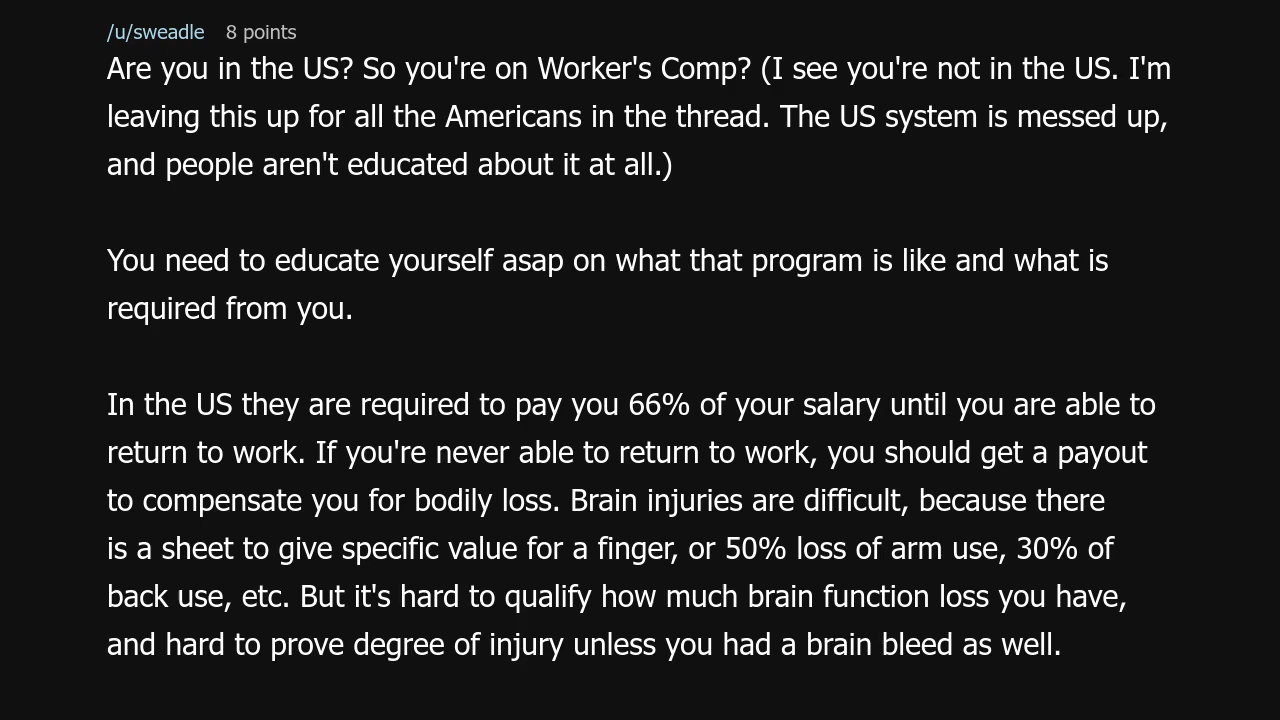 /u/sweadle 8 points
Are you in the US? So you're on Worker's Comp? (I see you're not in the US. I'm
leaving this up for all the Americans in the thread. The US system is messed up,
and people aren't educated about it at all.)
You need to educate yourself asap on what that program is like and what is
required from you.
In the US they are required to pay you 66% of your salary until you are able to
return to work. If you're never able to return to work, you should get a payout
to compensate you for bodily loss. Brain injuries are difficult, because there
is a sheet to give specific value for a finger, or 50% loss of arm use, 30% of
back use, etc. But it's hard to qualify how much brain function loss you have,
and hard to prove degree of injury unless you had a brain bleed as well.